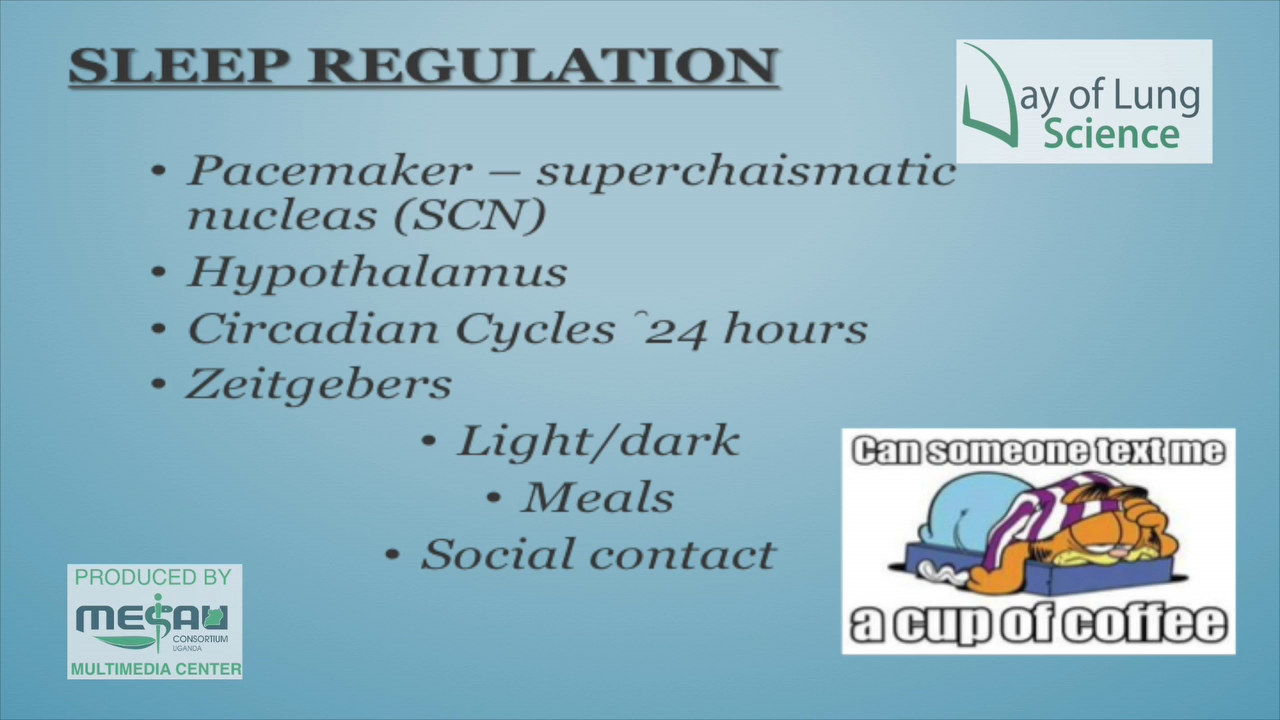 SLEEP REGULATION
Day of Lung
Science
• Pacemaker – superchaismatic
nucleas (SCN)
• Hypothalamus
• Circadian Cycles ˆ24 hours
• Zeitgebers
• Light/dark
• Meals
• Social contact
Can someone text me
a cup of coffee
PRODUCED BY
MESAU
CONSORTIUM
UGANDA
MULTIMEDIA CENTER